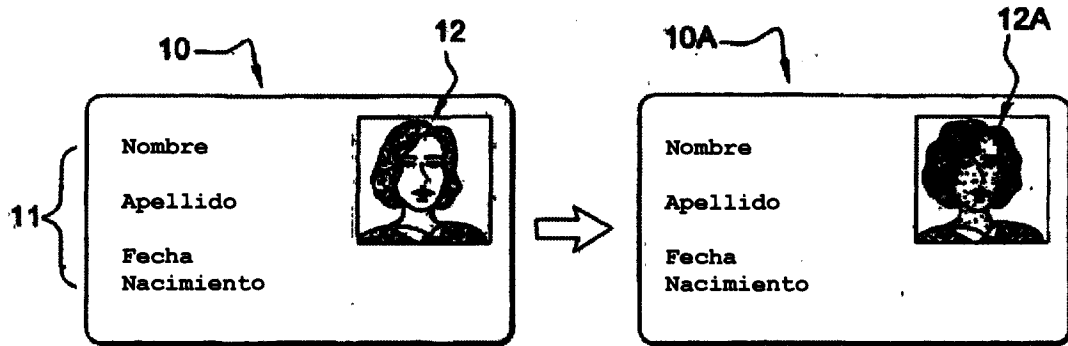 10
12
10A
12A
11
Nombre
Apellido
Fecha
Nacimiento
Nombre
Apellido
Fecha
Nacimiento